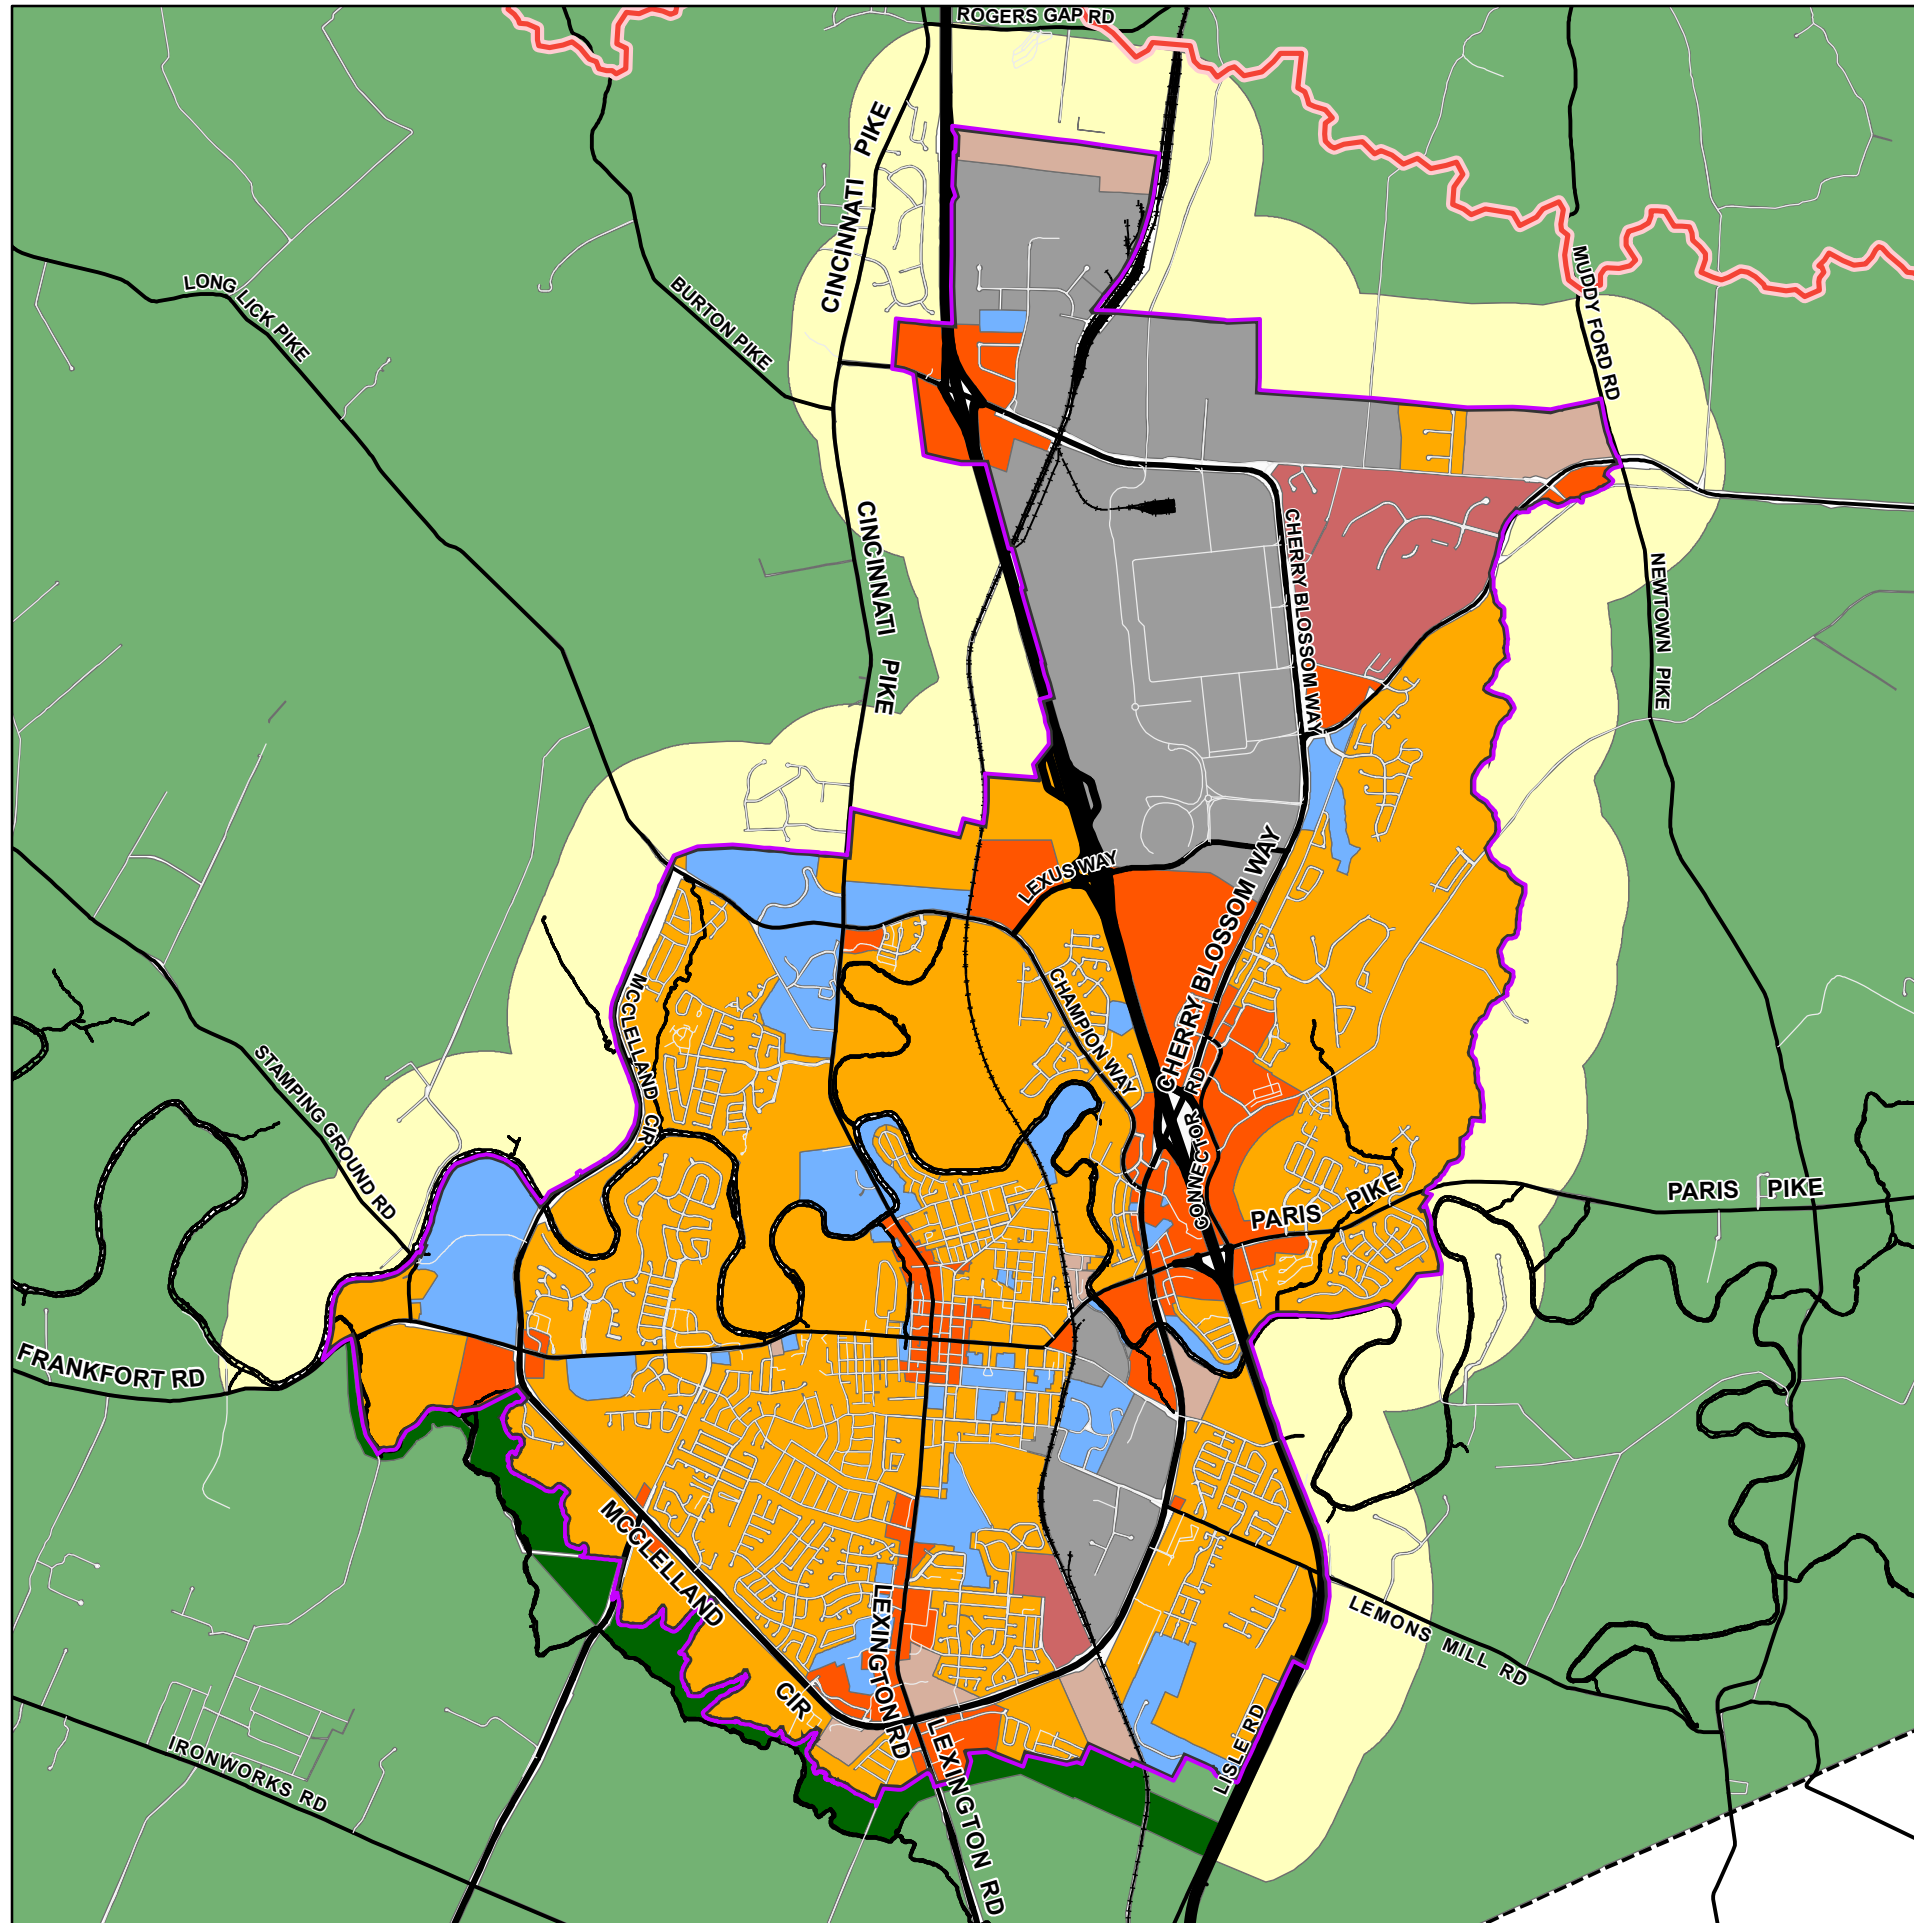 ROGERS GAP RD
CINCINNATI PIKE
LONG LICK PIKE
BURTON PIKE
MUDDY FORD RD
CINCINNATI PIKE
CHERRY BLOSSOM WAY
NEWTOWN PIKE
LEXUS WAY
CHERRY BLOSSOM WAY
MCCLELLAND CIR
CHAMPION WAY
STAMPING GROUND RD
CONNECTOR RD
PARIS PIKE
PARIS PIKE
FRANKFORT RD
MCCLELLAND CIR
LEXINGTON RD
LEMONS MILL RD
LISLE RD
IRONWORKS RD
LEXINGTON RD